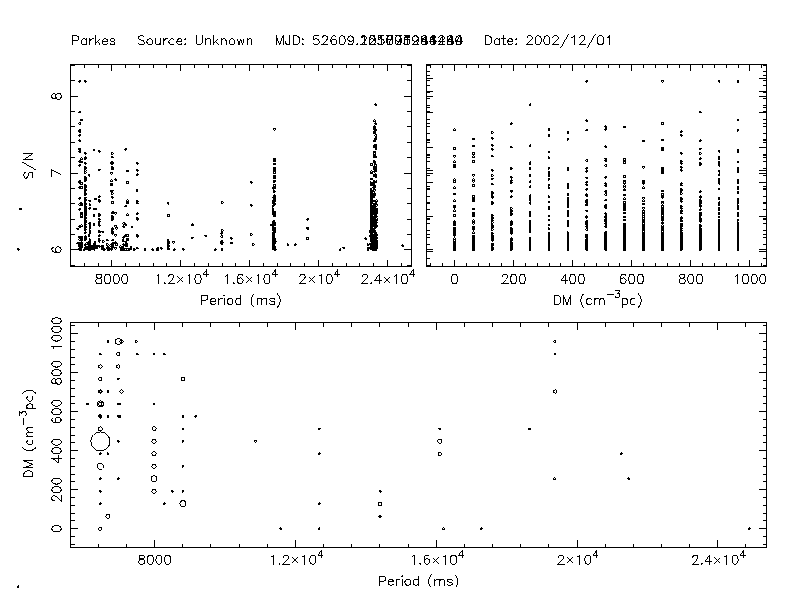 Parkes Source: Unknown MJD: Date: 2002/12/01
S/N
8
7
6
8000 1.2×10⁴ 1.6×10⁴ 2×10⁴ 2.4×10⁴
Period (ms)
0 200 400 600 800 1000
DM (cm⁻³pc)
DM (cm⁻³pc)
1000
800
600
400
200
0
8000 1.2×10⁴ 1.6×10⁴ 2×10⁴ 2.4×10⁴
Period (ms)